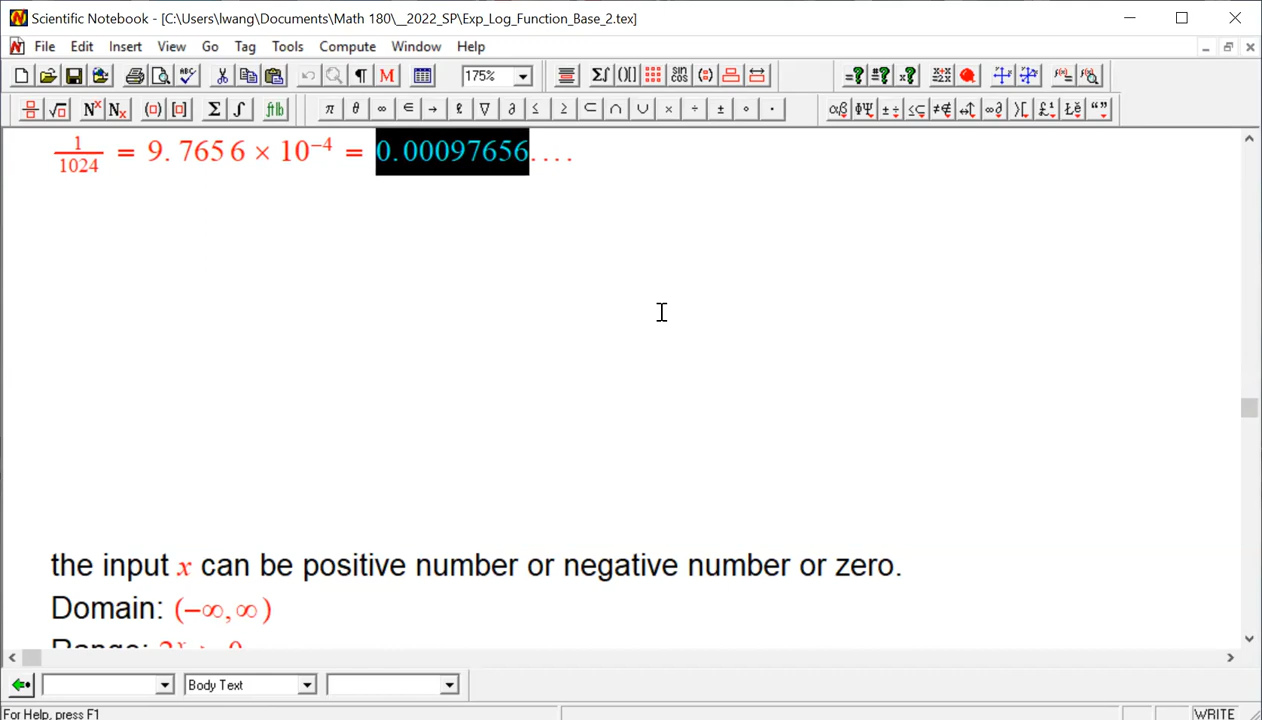 Scientific Notebook - [C:\Users\lwang\Documents\Math 180\__2022_SP\Exp_Log_Function_Base_2.tex]
File Edit Insert View Go Tag Tools Compute Window Help
175%
1/1024 = 9.7656 × 10^−4 = 0.00097656....
the input x can be positive number or negative number or zero.
Domain: (−∞, ∞)
Body Text
For Help, press F1
WRITE